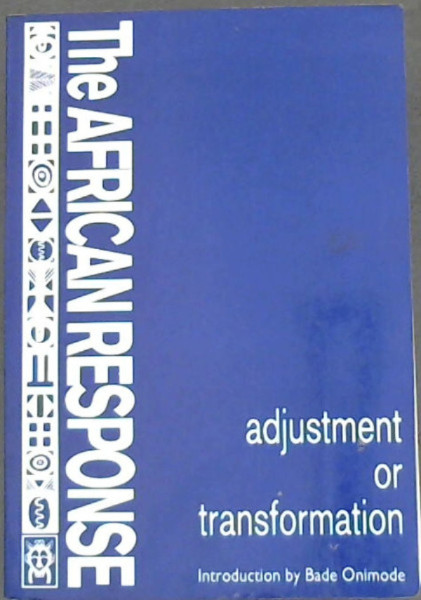 The AFRICAN RESPONSE
adjustment
or
transformation
Introduction by Bade Onimode